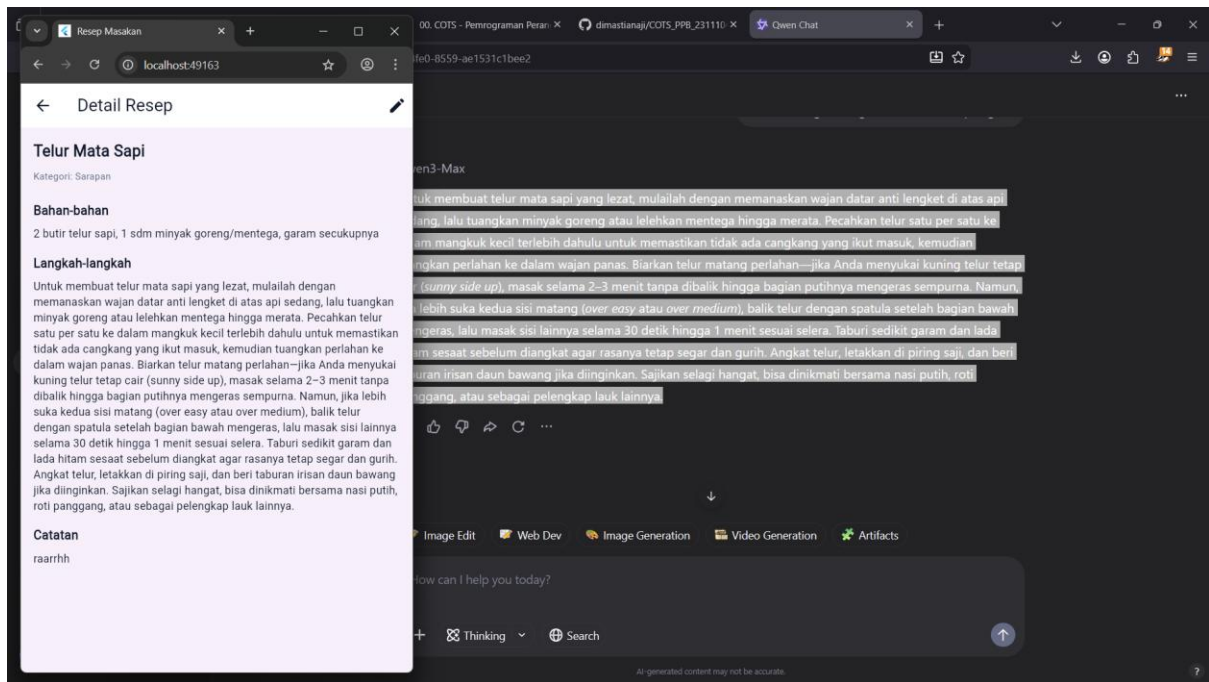 Resep Masakan
localhost:49163
Detail Resep
Telur Mata Sapi
Kategori: Sarapan
Bahan-bahan
2 butir telur sapi, 1 sdm minyak goreng/mentega, garam secukupnya
Langkah-langkah
Untuk membuat telur mata sapi yang lezat, mulailah dengan
memanaskan wajan datar anti lengket di atas api sedang, lalu tuangkan
minyak goreng atau lelehkan mentega hingga merata. Pecahkan telur
satu per satu ke dalam mangkuk kecil terlebih dahulu untuk memastikan
tidak ada cangkang yang ikut masuk, kemudian tuangkan perlahan ke
dalam wajan panas. Biarkan telur matang perlahan—jika Anda menyukai
kuning telur tetap cair (sunny side up), masak selama 2–3 menit tanpa
dibalik hingga bagian putihnya mengeras sempurna. Namun, jika lebih
suka kedua sisi matang (over easy atau over medium), balik telur
dengan spatula setelah bagian bawah mengeras, lalu masak sisi lainnya
selama 30 detik hingga 1 menit sesuai selera. Taburi sedikit garam dan
lada hitam sesaat sebelum diangkat agar rasanya tetap segar dan gurih.
Angkat telur, letakkan di piring saji, dan beri taburan irisan daun bawang
jika diinginkan. Sajikan selagi hangat, bisa dinikmati bersama nasi putih,
roti panggang, atau sebagai pelengkap lauk lainnya.
Catatan
raarrhh
00. COTS - Pemrograman Peran
dimastianaji/COTS_PPB_231110
Qwen Chat
fe0-8559-ae1531c1bee2
14
en3-Max
tuk membuat telur mata sapi yang lezat, mulailah dengan memanaskan wajan datar anti lengket di atas api
dang, lalu tuangkan minyak goreng atau lelehkan mentega hingga merata. Pecahkan telur satu per satu ke
am mangkuk kecil terlebih dahulu untuk memastikan tidak ada cangkang yang ikut masuk, kemudian
ngkan perlahan ke dalam wajan panas. Biarkan telur matang perlahan—jika Anda menyukai kuning telur tetap
(sunny side up), masak selama 2–3 menit tanpa dibalik hingga bagian putihnya mengeras sempurna. Namun,
lebih suka kedua sisi matang (over easy atau over medium), balik telur dengan spatula setelah bagian bawah
ngeras, lalu masak sisi lainnya selama 30 detik hingga 1 menit sesuai selera. Taburi sedikit garam dan lada
am sesaat sebelum diangkat agar rasanya tetap segar dan gurih. Angkat telur, letakkan di piring saji, dan beri
uran irisan daun bawang jika diinginkan. Sajikan selagi hangat, bisa dinikmati bersama nasi putih, roti
nggang, atau sebagai pelengkap lauk lainnya.
Image Edit
Web Dev
Image Generation
Video Generation
Artifacts
How can I help you today?
Thinking
Search
AI-generated content may not be accurate.
?